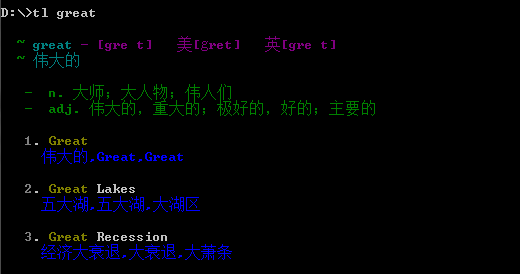 D:\>tl great
~ great ~ [gre t] 美[ɡret] 英[gre t]
~ 伟大的
- n. 大师；大人物；伟人们
- adj. 伟大的，重大的；极好的，好的；主要的
1. Great
伟大的.Great.Great
2. Great Lakes
五大湖.五大湖.大湖区
3. Great Recession
经济大衰退.大衰退.大萧条